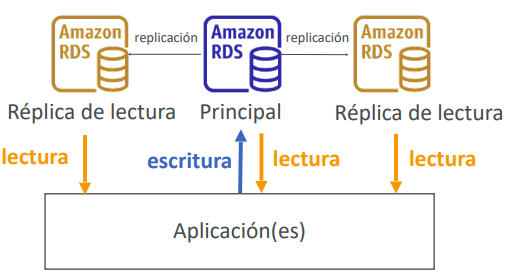 Amazon
RDS
replicación
Amazon
RDS
replicación
Amazon
RDS
Réplica de lectura
Principal
Réplica de lectura
lectura
escritura
lectura
lectura
Aplicación(es)